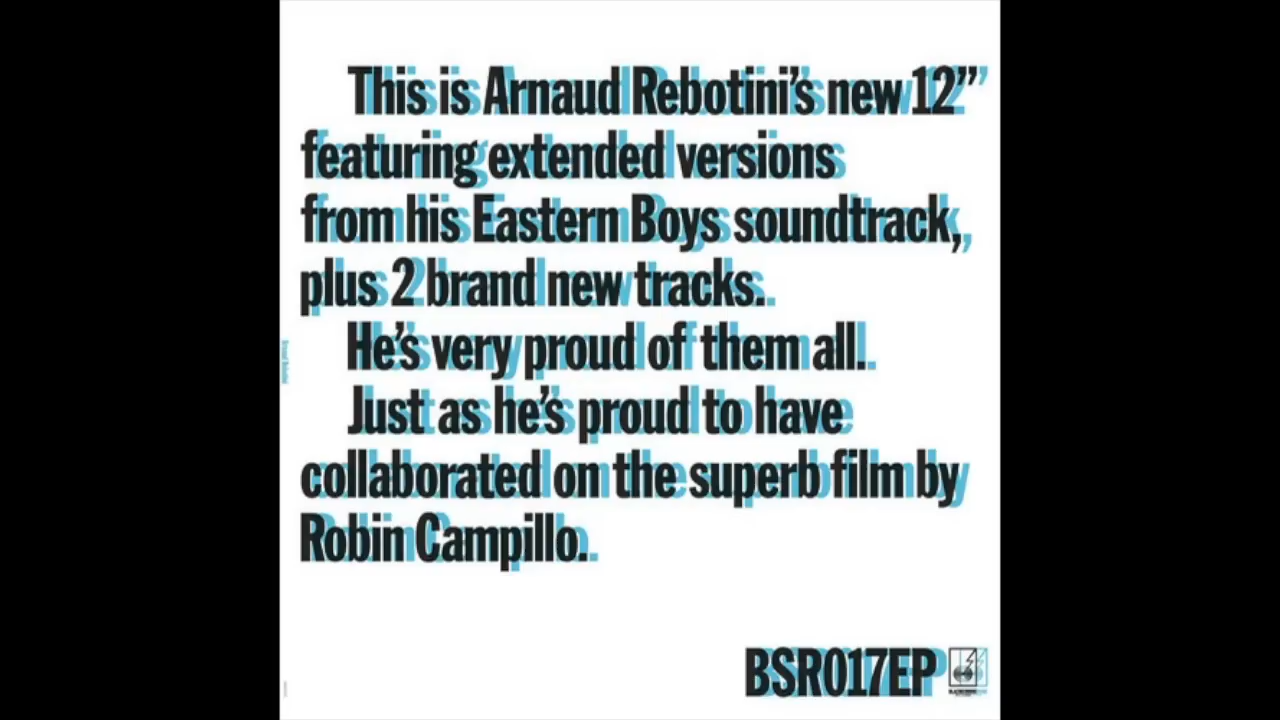 This is Arnaud Rebotini's new 12”
featuring extended versions
from his Eastern Boys soundtrack,
plus 2 brand new tracks.
He's very proud of them all.
Just as he's proud to have
collaborated on the superb film by
Robin Campillo.
BSR017EP